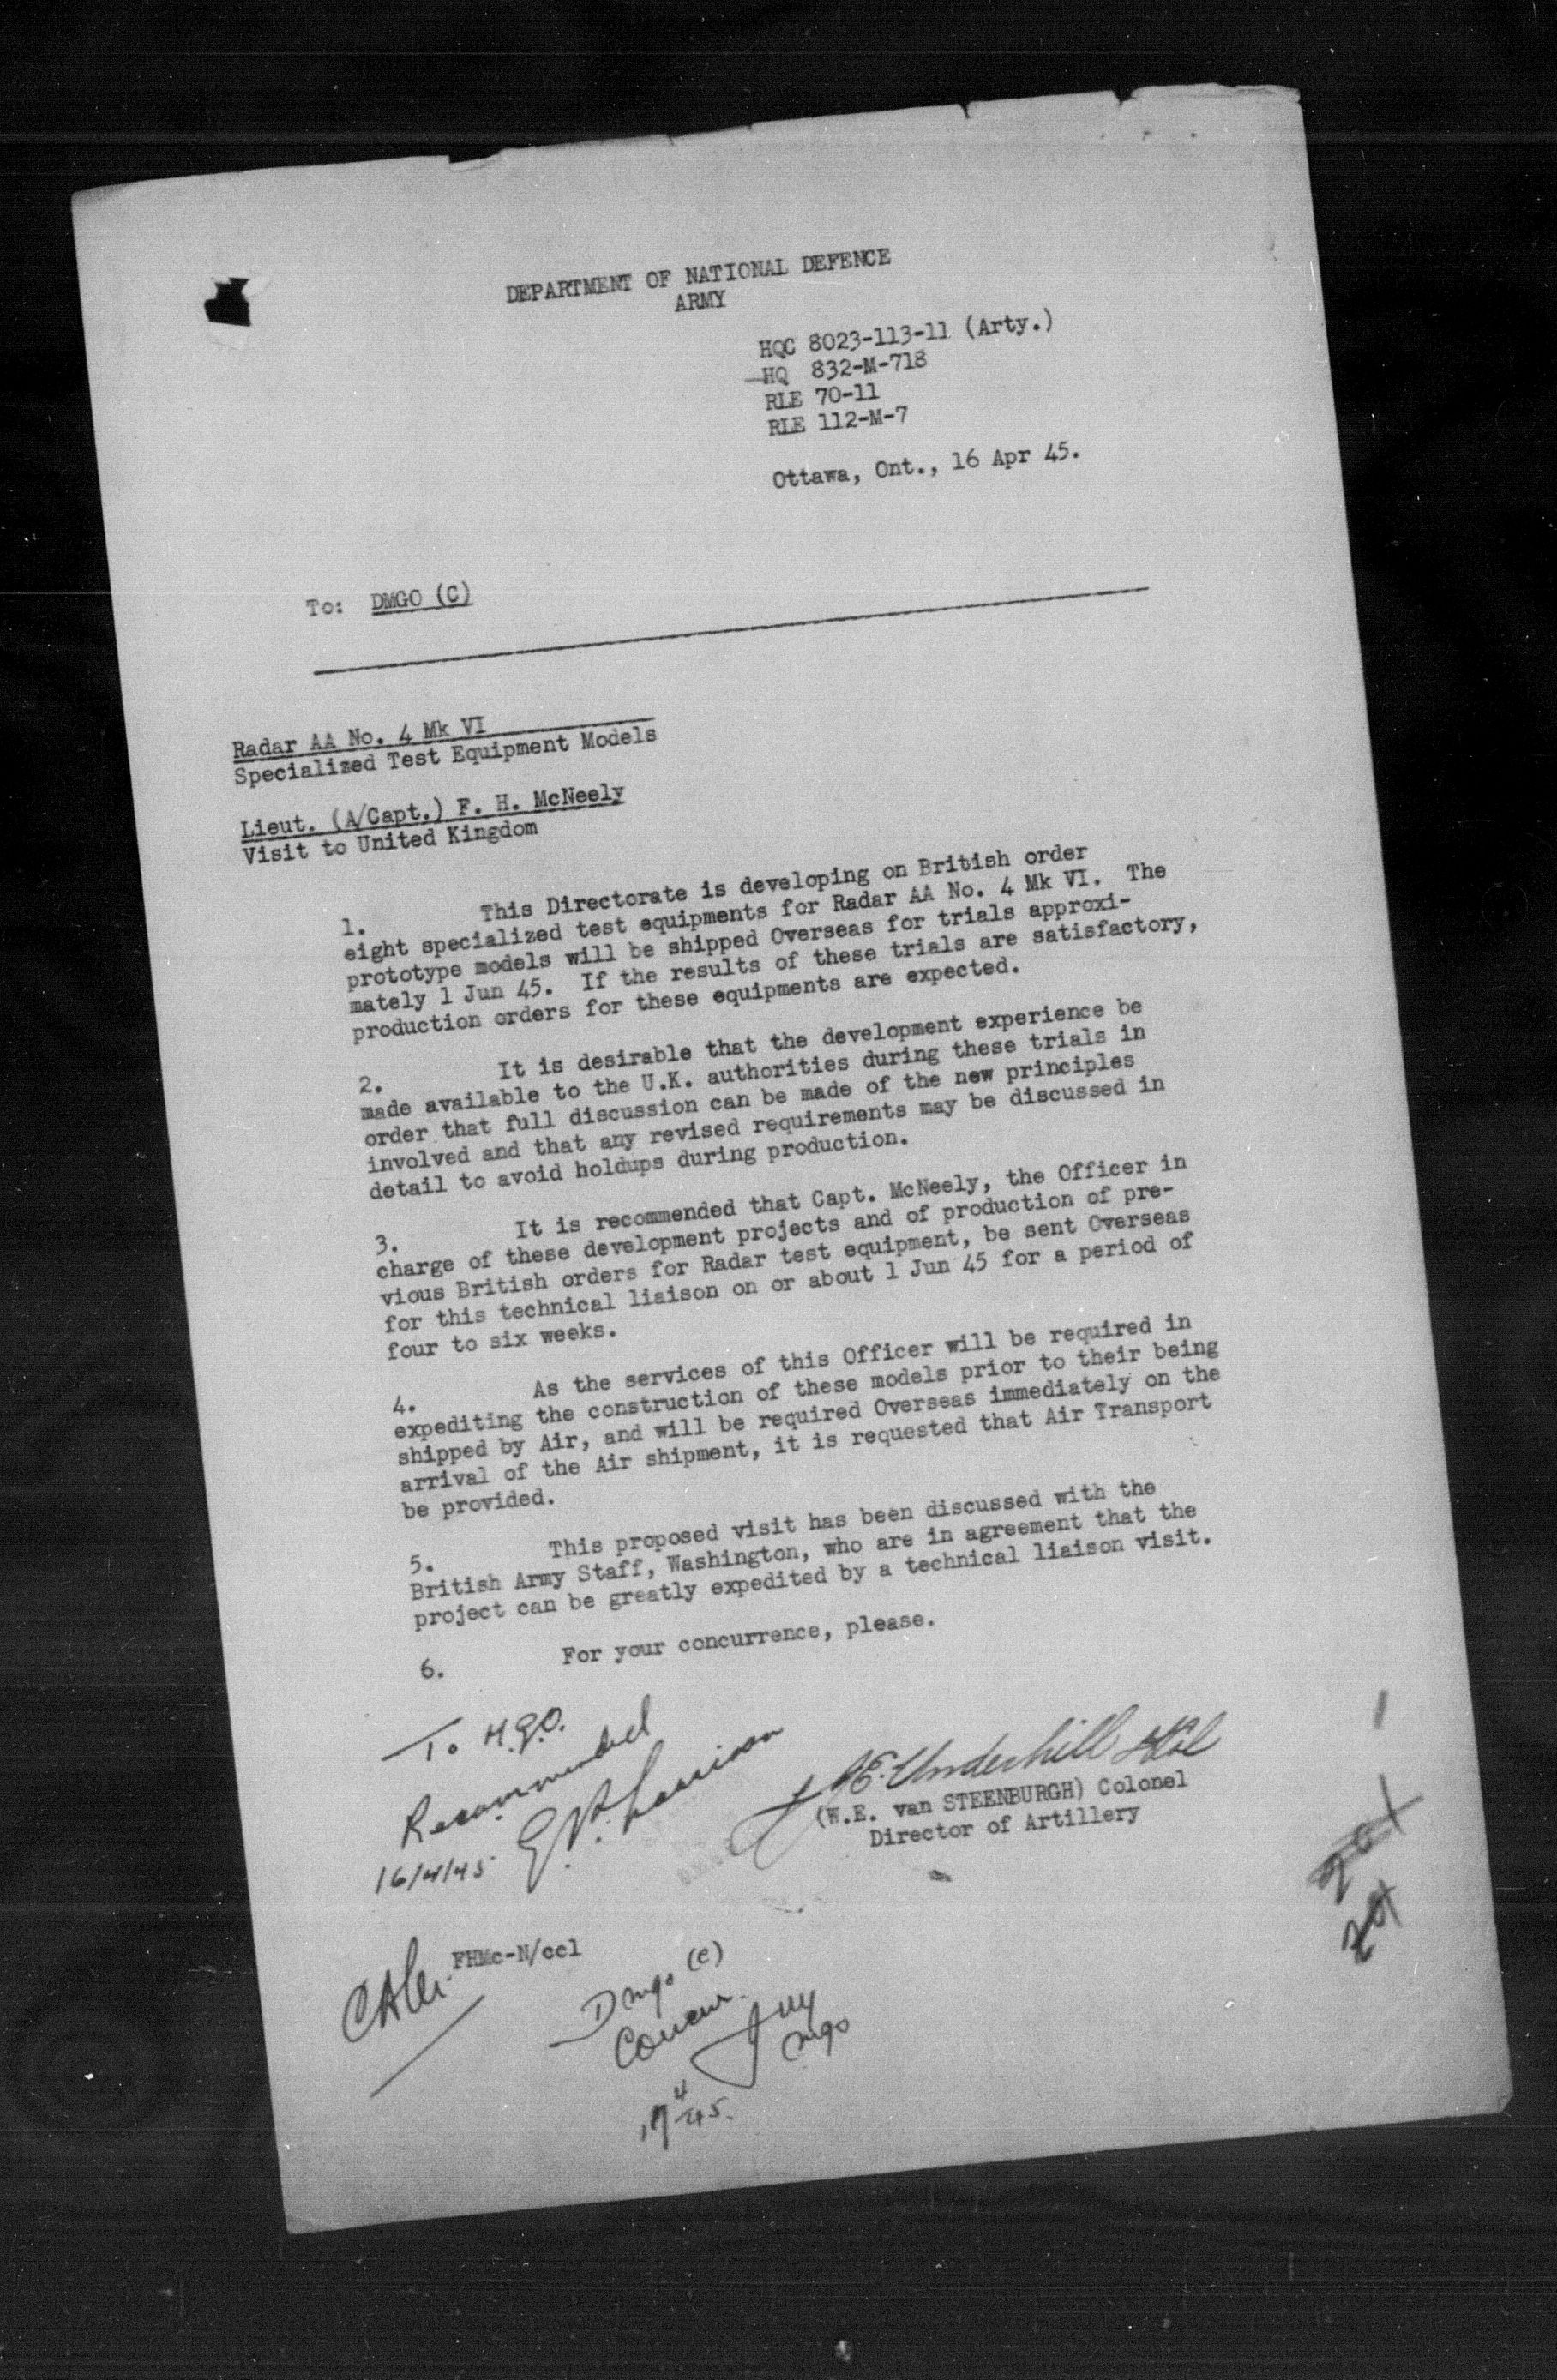 DEPARTMENT OF NATIONAL DEFENCE
ARMY
HQC 8023-113-11 (Arty.)
HQ 832-M-718
RLE 70-11
RLE 112-M-7
Ottawa, Ont., 16 Apr 45.
To: DMGO (C)
Radar AA No. 4 Mk VI
Specialized Test Equipment Models
Lieut. (A/Capt.) F. H. McNeely
Visit to United Kingdom
1. This Directorate is developing on British order
eight specialized test equipments for Radar AA No. 4 Mk VI. The
prototype models will be shipped Overseas for trials approxi-
mately 1 Jun 45. If the results of these trials are satisfactory,
production orders for these equipments are expected.
2. It is desirable that the development experience be
made available to the U.K. authorities during these trials in
order that full discussion can be made of the new principles
involved and that any revised requirements may be discussed in
detail to avoid holdups during production.
3. It is recommended that Capt. McNeely, the Officer in
charge of these development projects and of production of pre-
vious British orders for Radar test equipment, be sent Overseas
for this technical liaison on or about 1 Jun 45 for a period of
four to six weeks.
4. As the services of this Officer will be required in
expediting the construction of these models prior to their being
shipped by Air, and will be required Overseas immediately on the
arrival of the Air shipment, it is requested that Air Transport
be provided.
5. This proposed visit has been discussed with the
British Army Staff, Washington, who are in agreement that the
project can be greatly expedited by a technical liaison visit.
6. For your concurrence, please.
To M.G.O.
Recommended
16/4/45
Underhill
(W.E. van STEENBURGH) Colonel
Director of Artillery
FHMc-N/ccl
Dmgo (C)
Concur.
mgo